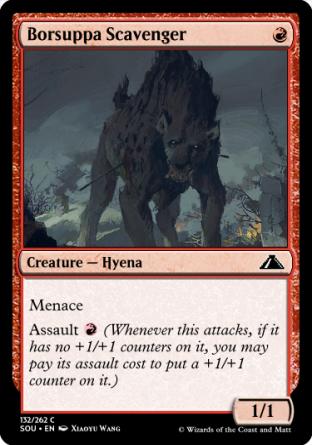 Borsuppa Scavenger
Creature — Hyena
Menace
Assault (Whenever this attacks, if it
has no +1/+1 counters on it, you may
pay its assault cost to put a +1/+1
counter on it.)
1/1
132/262 C
SOU • EN Xiaoyu Wang
© Wizards of the Coast and Matt